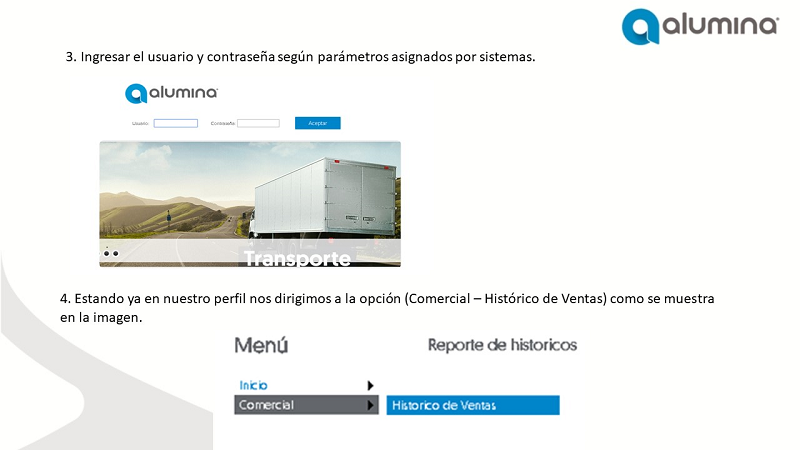 alumina
3. Ingresar el usuario y contraseña según parámetros asignados por sistemas.
alumina
Usuario: Contraseña: Aceptar
Transporte
4. Estando ya en nuestro perfil nos dirigimos a la opción (Comercial – Histórico de Ventas) como se muestra
en la imagen.
Menú Reporte de historicos
Inicio
Comercial Historico de Ventas